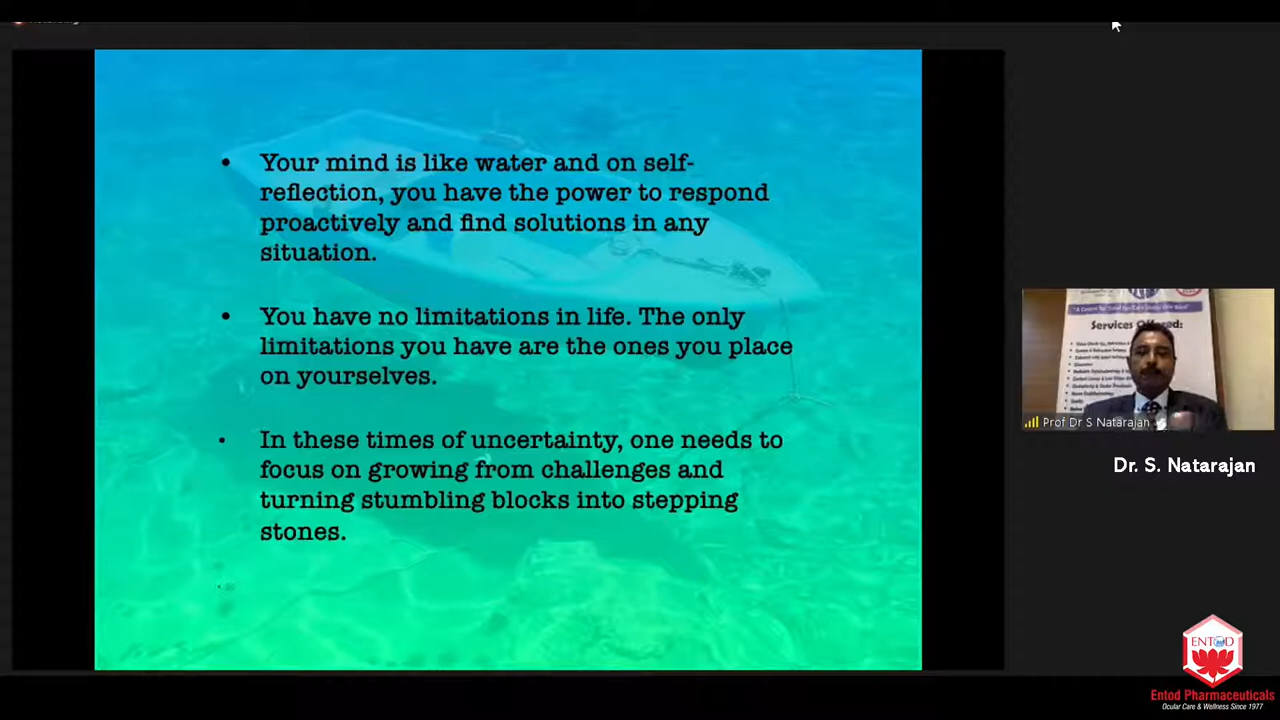 • Your mind is like water and on self-
reflection, you have the power to respond
proactively and find solutions in any
situation.
• You have no limitations in life. The only
limitations you have are the ones you place
on yourselves.
• In these times of uncertainty, one needs to
focus on growing from challenges and
turning stumbling blocks into stepping
stones.
Services Offered:
Prof Dr S Natarajan
Dr. S. Natarajan
ENTOD
Entod Pharmaceuticals
Ocular Care & Wellness Since 1977